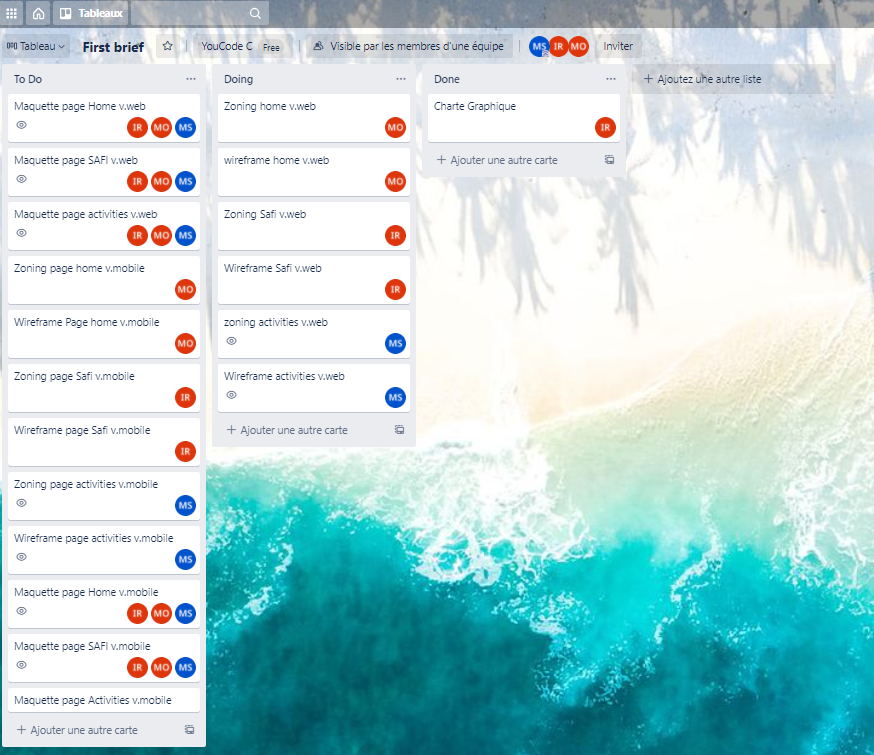 Tableaux
Tableau
First brief
YouCode C Free
Visible par les membres d'une équipe
MS IR MO
Inviter
To Do
Maquette page Home v.web
IR MO MS
Maquette page SAFI v.web
IR MO MS
Maquette page activities v.web
IR MO MS
Zoning page home v.mobile
MO
Wireframe Page home v.mobile
MO
Zoning page Safi v.mobile
IR
Wireframe page Safi v.mobile
IR
Zoning page activities v.mobile
MS
Wireframe page activities v.mobile
MS
Maquette page Home v.mobile
IR MO MS
Maquette page SAFI v.mobile
IR MO MS
Maquette page Activities v.mobile
+ Ajouter une autre carte
Doing
Zoning home v.web
MO
wireframe home v.web
MO
Zoning Safi v.web
IR
Wireframe Safi v.web
IR
zoning activities v.web
MS
Wireframe activities v.web
MS
+ Ajouter une autre carte
Done
Charte Graphique
IR
+ Ajouter une autre carte
+ Ajoutez une autre liste